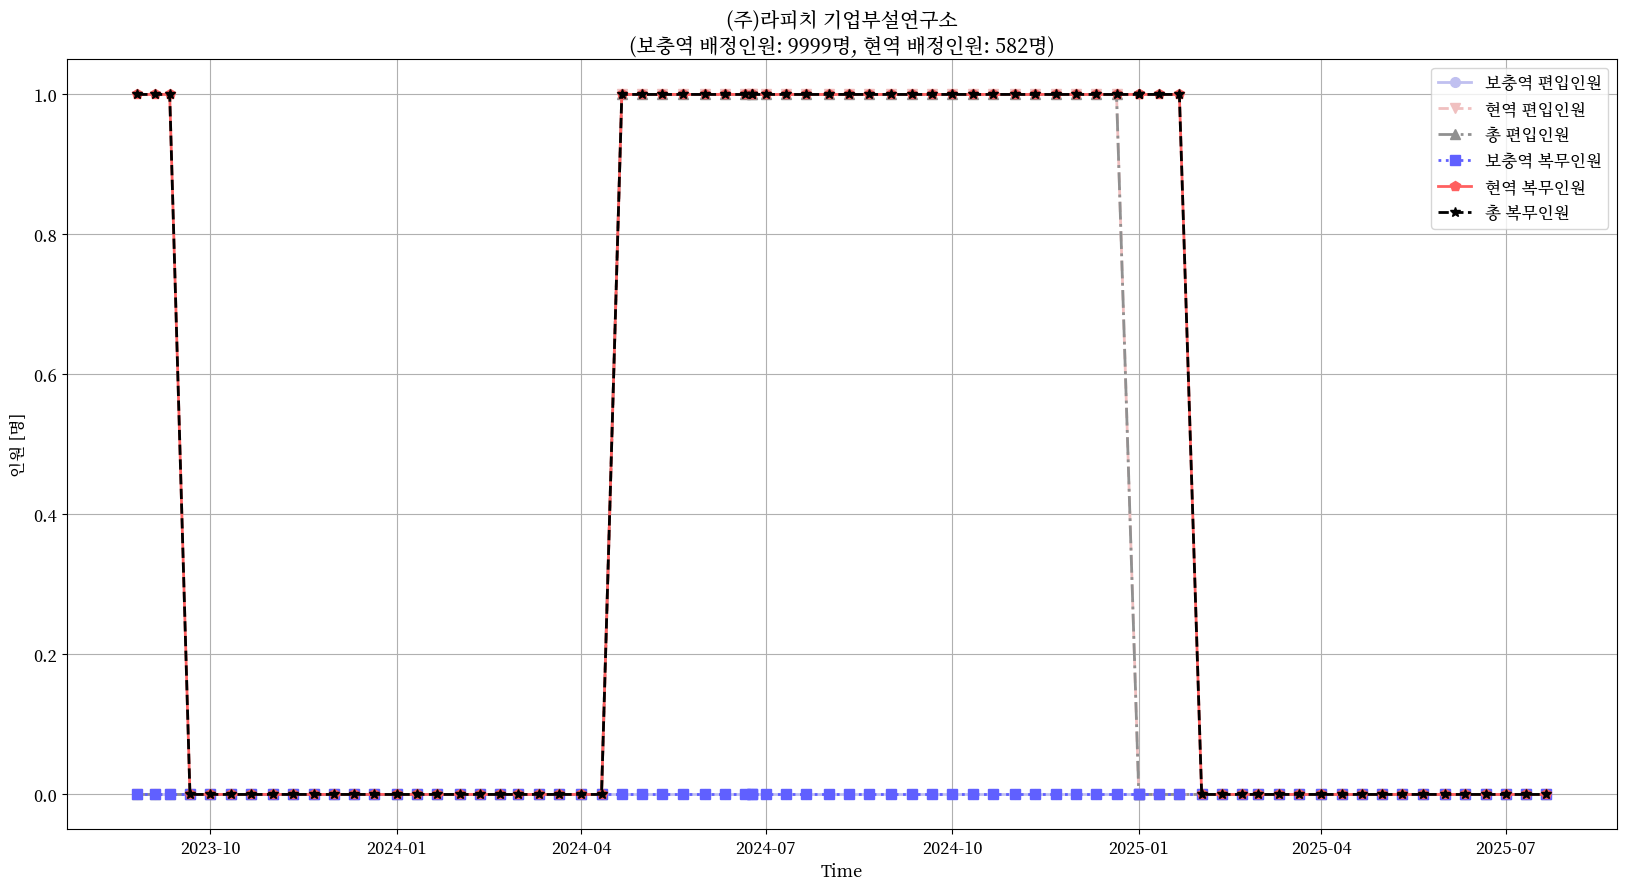 (주)라피치 기업부설연구소
(보충역 배정인원: 9999명, 현역 배정인원: 582명)
보충역 편입인원
현역 편입인원
총 편입인원
보충역 복무인원
현역 복무인원
총 복무인원
인원 [명]
1.0
0.8
0.6
0.4
0.2
0.0
2023-10 2024-01 2024-04 2024-07 2024-10 2025-01 2025-04 2025-07
Time